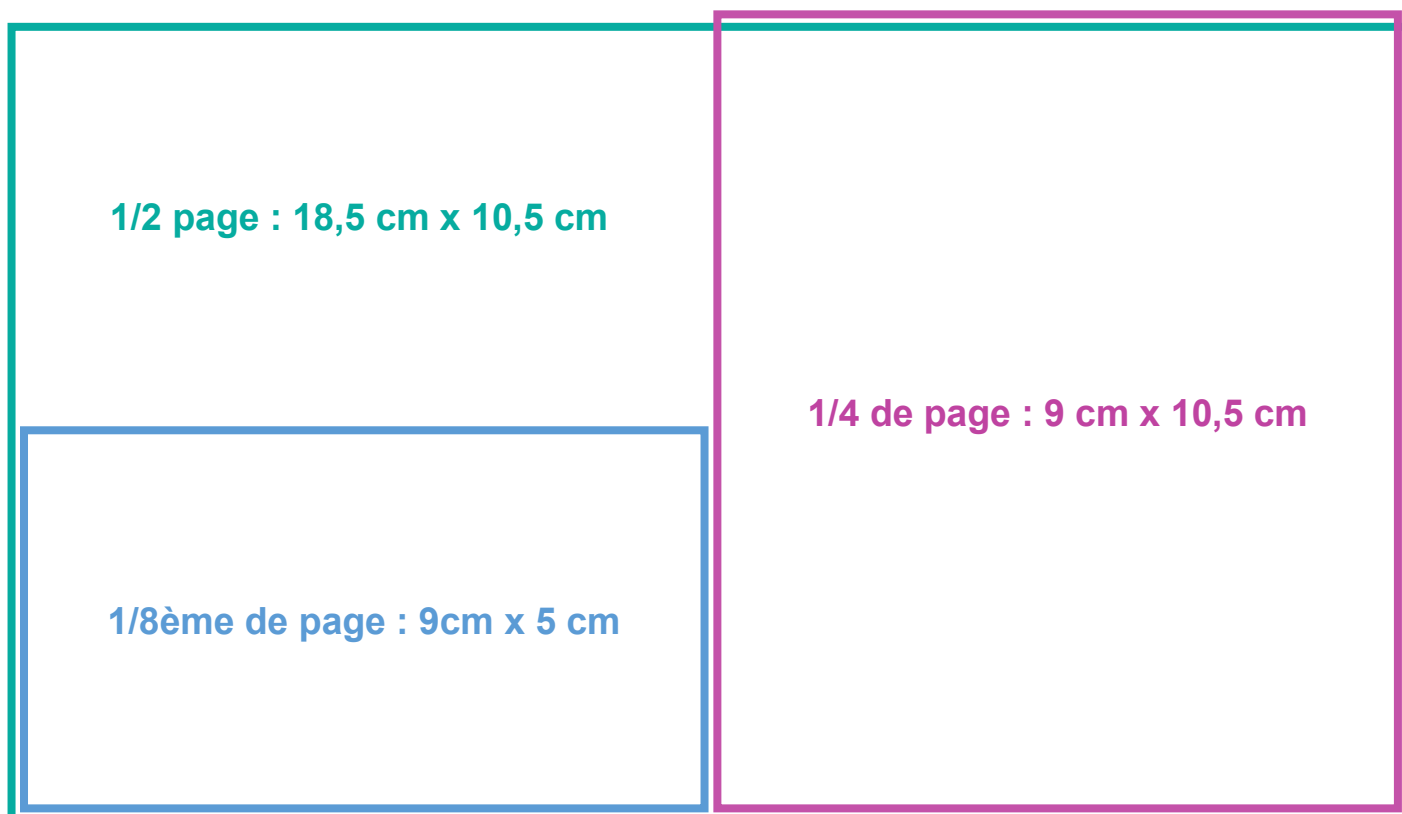 1/2 page : 18,5 cm x 10,5 cm
1/4 de page : 9 cm x 10,5 cm
1/8ème de page : 9cm x 5 cm